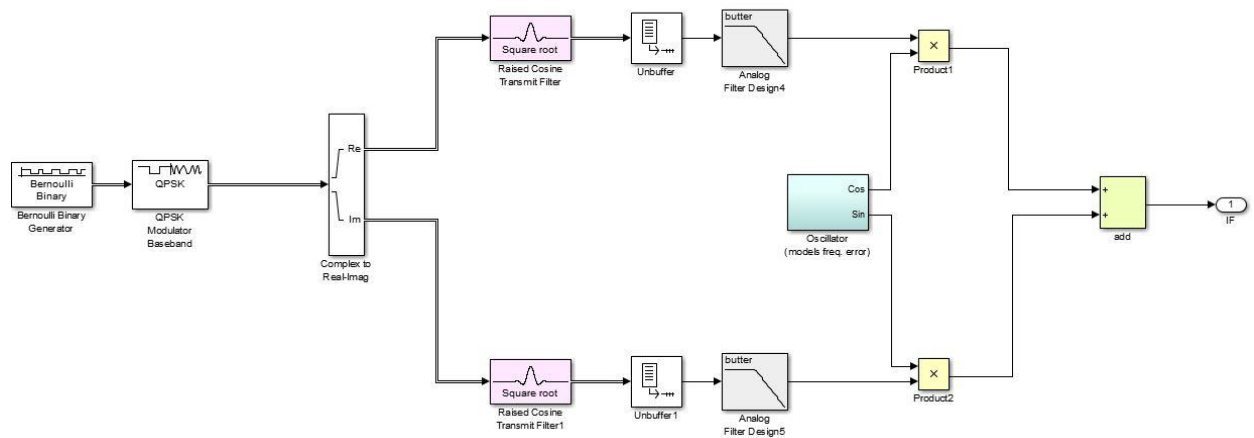 Bernoulli
Binary
Bernoulli Binary
Generator
QPSK
QPSK
Modulator
Baseband
Re
Im
Complex to
Real-Imag
Square root
Raised Cosine
Transmit Filter
Unbuffer
butter
Analog
Filter Design4
×
Product1
Cos
Sin
Oscillator
(models freq. error)
Square root
Raised Cosine
Transmit Filter1
Unbuffer1
butter
Analog
Filter Design5
×
Product2
+
+
add
1
IF